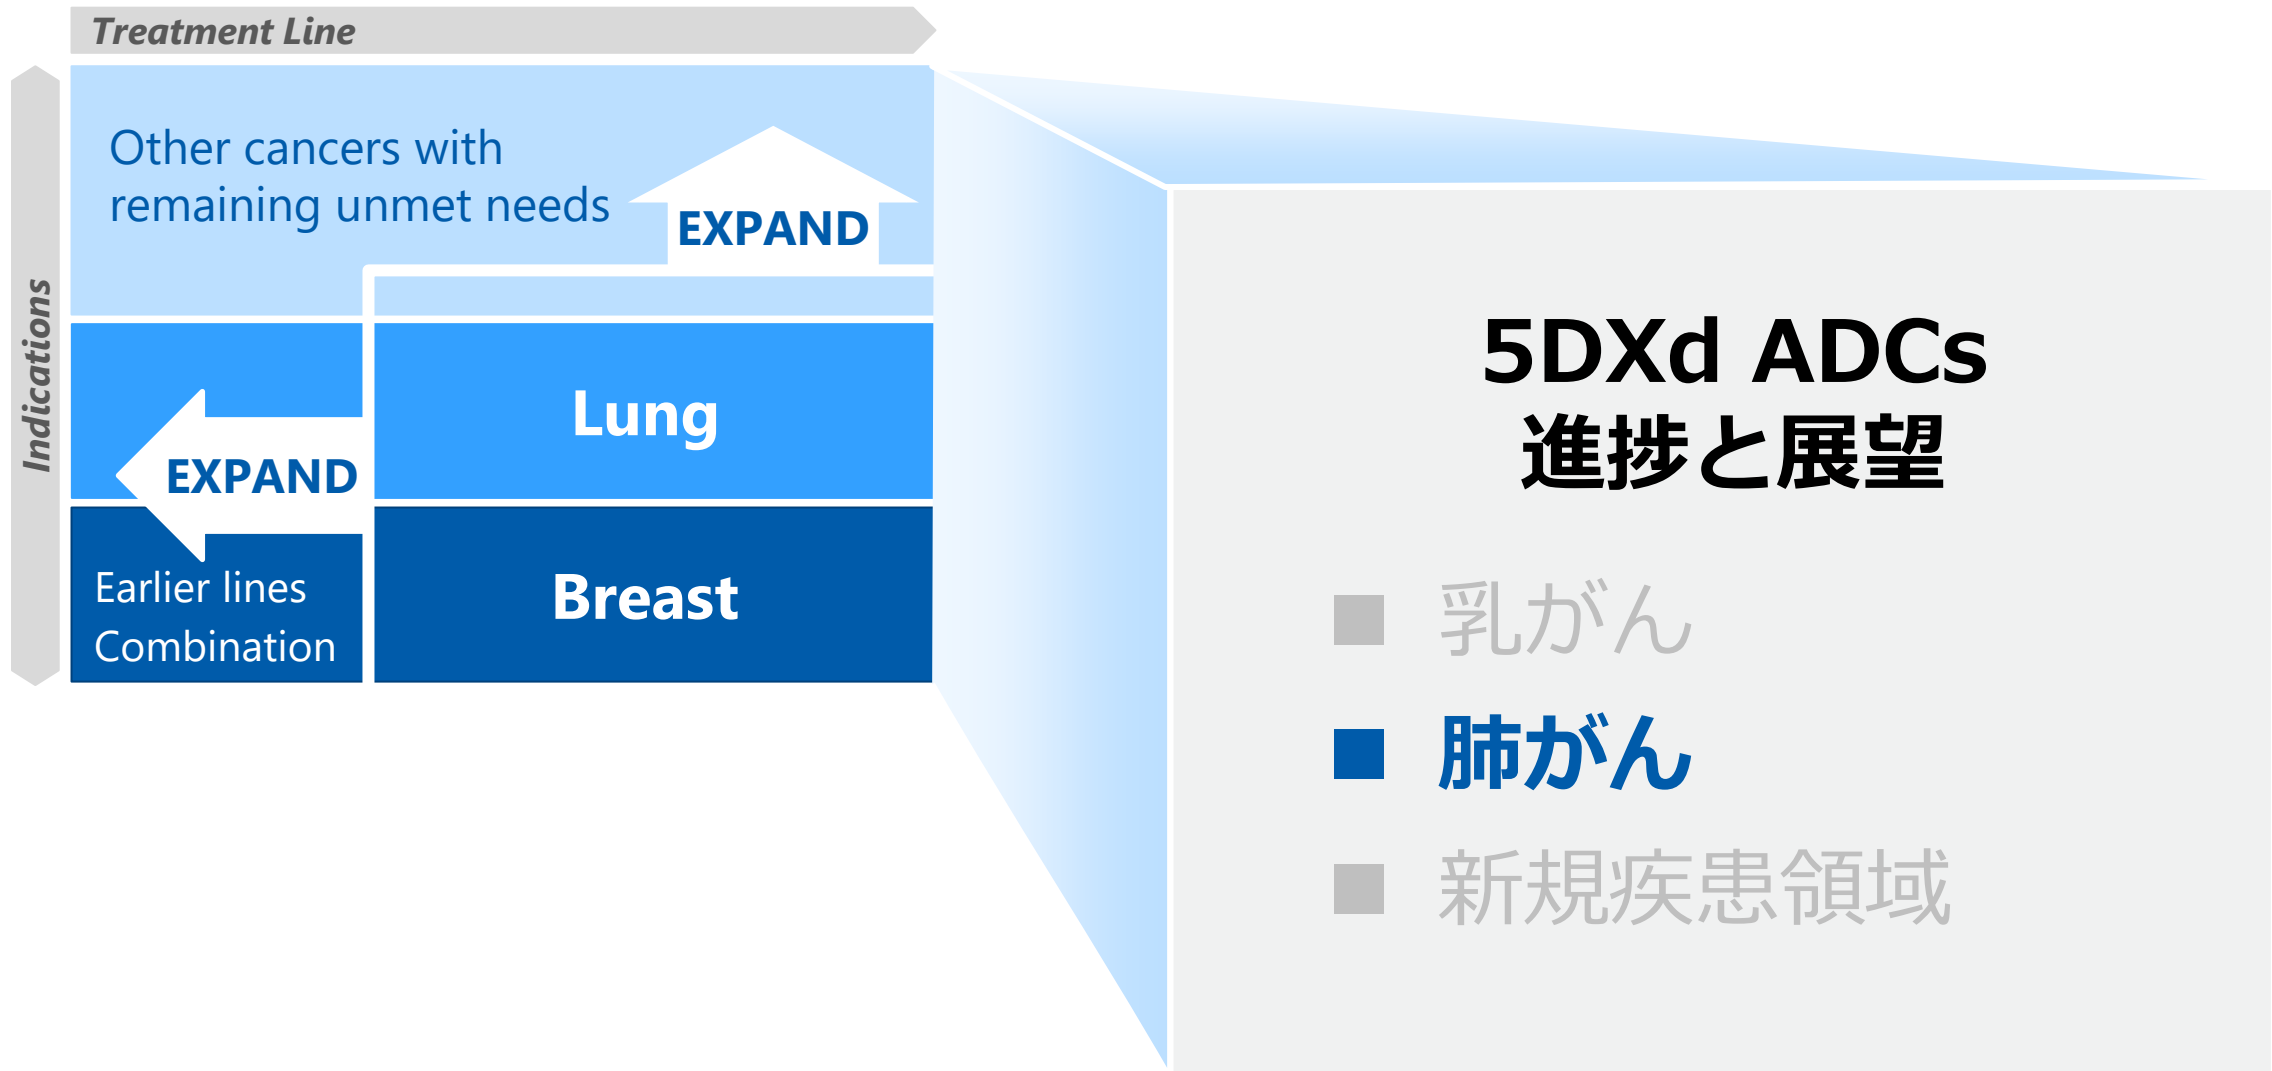 Treatment Line
Indications
Other cancers with
remaining unmet needs
EXPAND
Lung
EXPAND
Breast
Earlier lines
Combination
5DXd ADCs
進捗と展望
■ 乳がん
■ 肺がん
■ 新規疾患領域